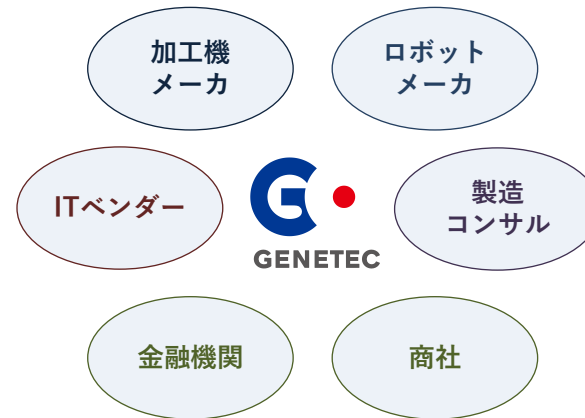 加工機
メーカ
ロボット
メーカ
ITベンダー
GENETEC
製造
コンサル
金融機関
商社